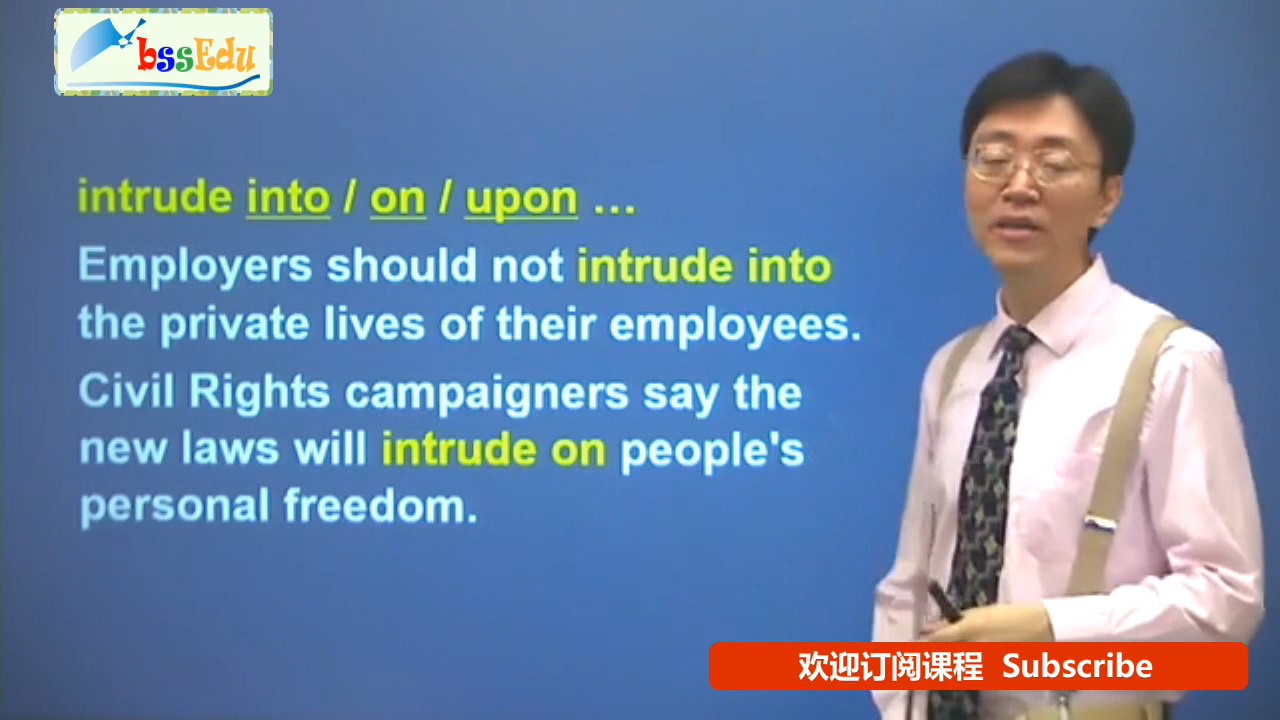 bssEdu
intrude into / on / upon ...
Employers should not intrude into
the private lives of their employees.
Civil Rights campaigners say the
new laws will intrude on people's
personal freedom.
欢迎订阅课程 Subscribe